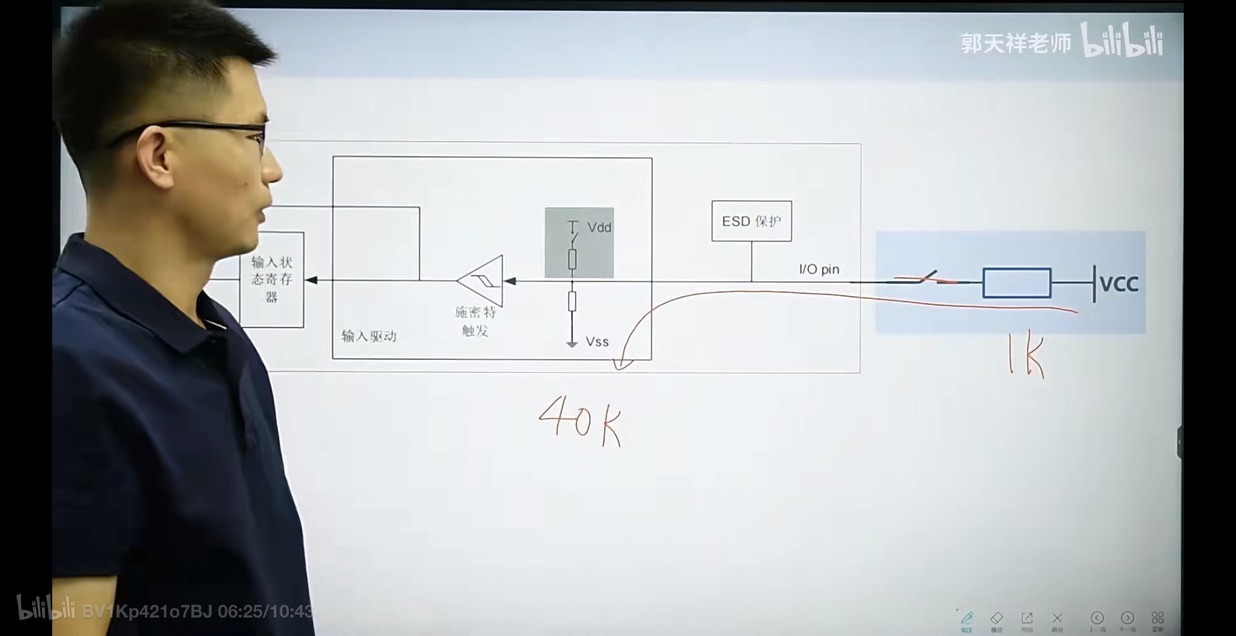 郭天祥老师 bilibili
Vdd
ESD 保护
I/O pin
输入状
态寄存
器
VCC
施密特
触发
输入驱动
Vss
1K
40K
bilibili BV1Kp421o7BJ 06:25/10:43